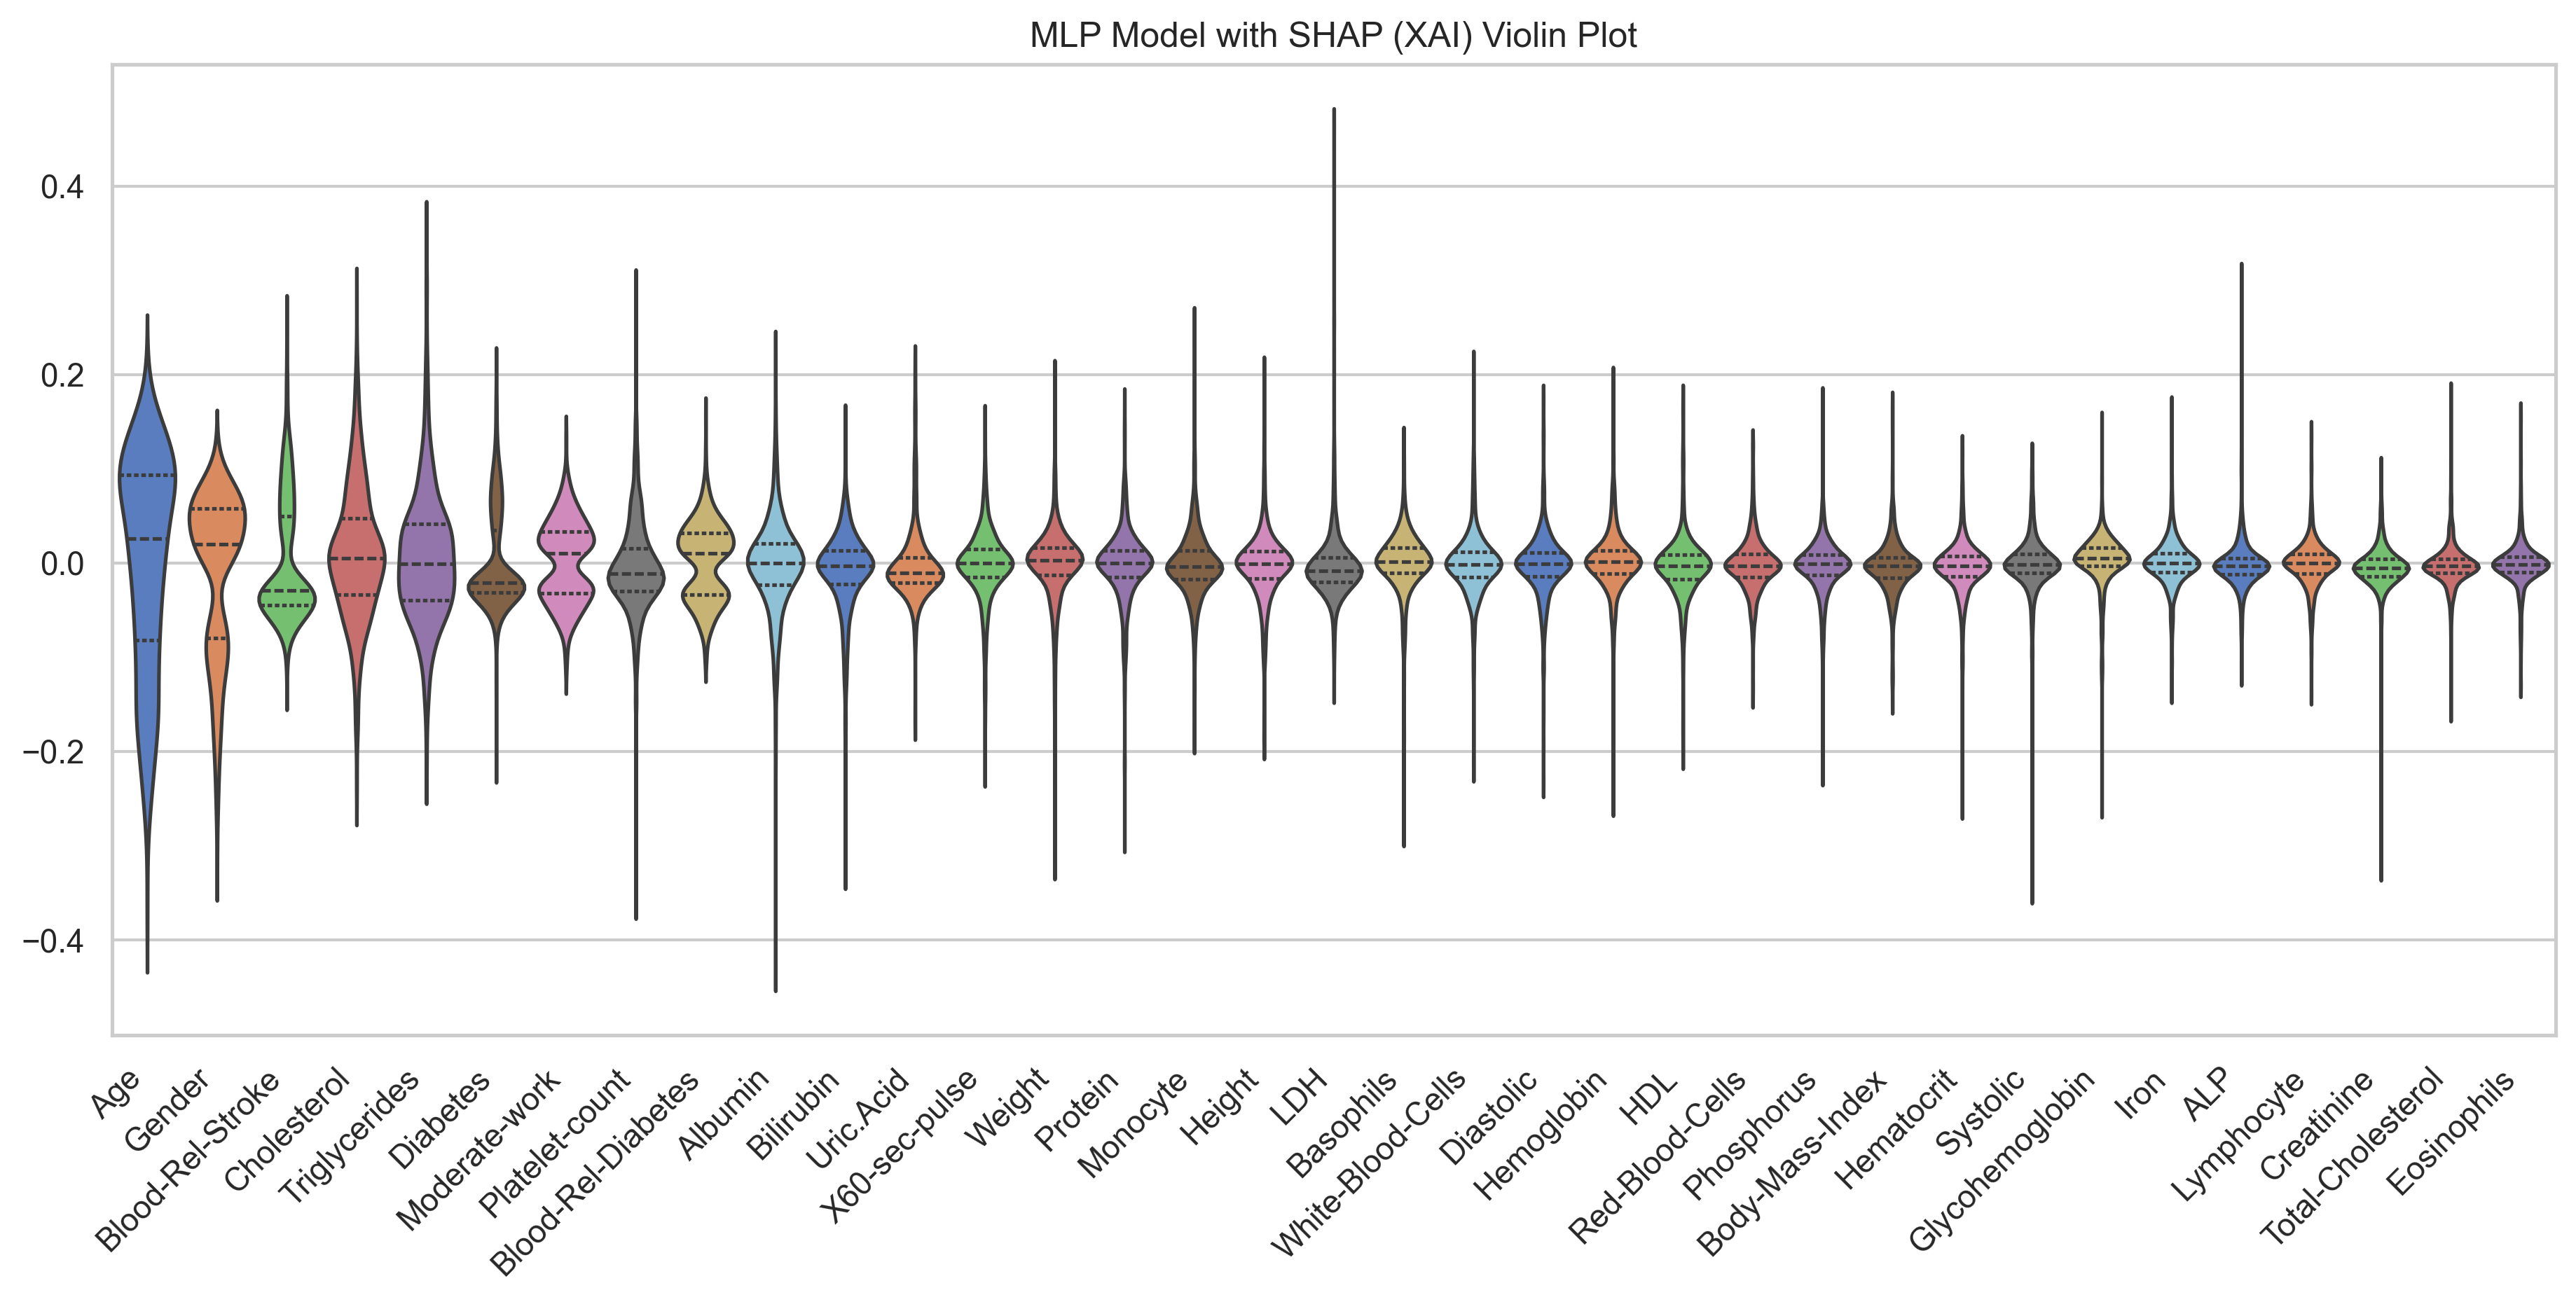 MLP Model with SHAP (XAI) Violin Plot
0.4
0.2
0.0
−0.2
−0.4
Age
Gender
Blood-Rel-Stroke
Cholesterol
Triglycerides
Diabetes
Moderate-work
Platelet-count
Blood-Rel-Diabetes
Albumin
Bilirubin
Uric.Acid
X60-sec-pulse
Weight
Protein
Monocyte
Height
LDH
Basophils
White-Blood-Cells
Diastolic
Hemoglobin
HDL
Red-Blood-Cells
Phosphorus
Body-Mass-Index
Hematocrit
Systolic
Glycohemoglobin
Iron
ALP
Lymphocyte
Creatinine
Total-Cholesterol
Eosinophils